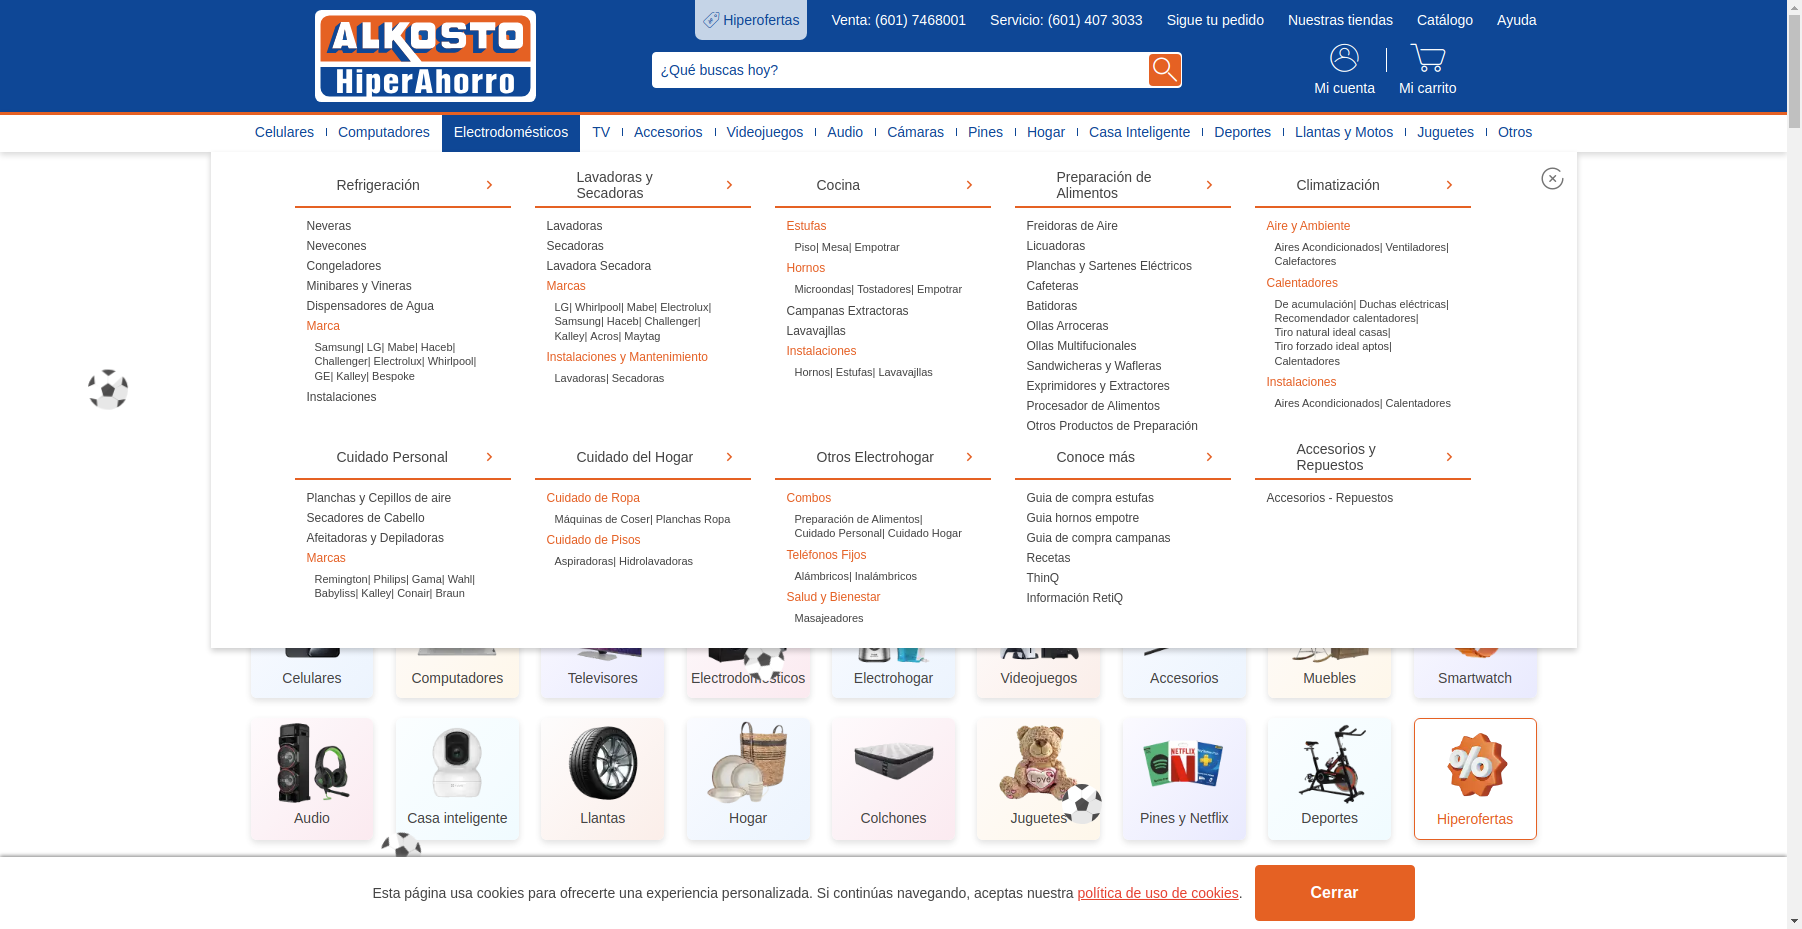 Hiperofertas
Venta: (601) 7468001
Servicio: (601) 407 3033
Sigue tu pedido
Nuestras tiendas
Catálogo
Ayuda
ALKOSTO
HiperAhorro
¿Qué buscas hoy?
Mi cuenta
Mi carrito
Celulares
Computadores
Electrodomésticos
TV
Accesorios
Videojuegos
Audio
Cámaras
Pines
Hogar
Casa Inteligente
Deportes
Llantas y Motos
Juguetes
Otros
Refrigeración
Neveras
Nevecones
Congeladores
Minibares y Vineras
Dispensadores de Agua
Marca
Samsung| LG| Mabe| Haceb|
Challenger| Electrolux| Whirlpool|
GE| Kalley| Bespoke
Instalaciones
Lavadoras y
Secadoras
Lavadoras
Secadoras
Lavadora Secadora
Marcas
LG| Whirlpool| Mabe| Electrolux|
Samsung| Haceb| Challenger|
Kalley| Acros| Maytag
Instalaciones y Mantenimiento
Lavadoras| Secadoras
Cocina
Estufas
Piso| Mesa| Empotrar
Hornos
Microondas| Tostadores| Empotrar
Campanas Extractoras
Lavavajllas
Instalaciones
Hornos| Estufas| Lavavajllas
Preparación de
Alimentos
Freidoras de Aire
Licuadoras
Planchas y Sartenes Eléctricos
Cafeteras
Batidoras
Ollas Arroceras
Ollas Multifucionales
Sandwicheras y Wafleras
Exprimidores y Extractores
Procesador de Alimentos
Otros Productos de Preparación
Climatización
Aire y Ambiente
Aires Acondicionados| Ventiladores|
Calefactores
Calentadores
De acumulación| Duchas eléctricas|
Recomendador calentadores|
Tiro natural ideal casas|
Tiro forzado ideal aptos|
Calentadores
Instalaciones
Aires Acondicionados| Calentadores
Cuidado Personal
Planchas y Cepillos de aire
Secadores de Cabello
Afeitadoras y Depiladoras
Marcas
Remington| Philips| Gama| Wahl|
Babyliss| Kalley| Conair| Braun
Cuidado del Hogar
Cuidado de Ropa
Máquinas de Coser| Planchas Ropa
Cuidado de Pisos
Aspiradoras| Hidrolavadoras
Otros Electrohogar
Combos
Preparación de Alimentos|
Cuidado Personal| Cuidado Hogar
Teléfonos Fijos
Alámbricos| Inalámbricos
Salud y Bienestar
Masajeadores
Conoce más
Guia de compra estufas
Guia hornos empotre
Guia de compra campanas
Recetas
ThinQ
Información RetiQ
Accesorios y
Repuestos
Accesorios - Repuestos
Celulares
Computadores
Televisores
Electrodomésticos
Electrohogar
Videojuegos
Accesorios
Muebles
Smartwatch
NETFLIX
Love
%
Audio
Casa inteligente
Llantas
Hogar
Colchones
Juguetes
Pines y Netflix
Deportes
Hiperofertas
Esta página usa cookies para ofrecerte una experiencia personalizada. Si continúas navegando, aceptas nuestra política de uso de cookies.
Cerrar